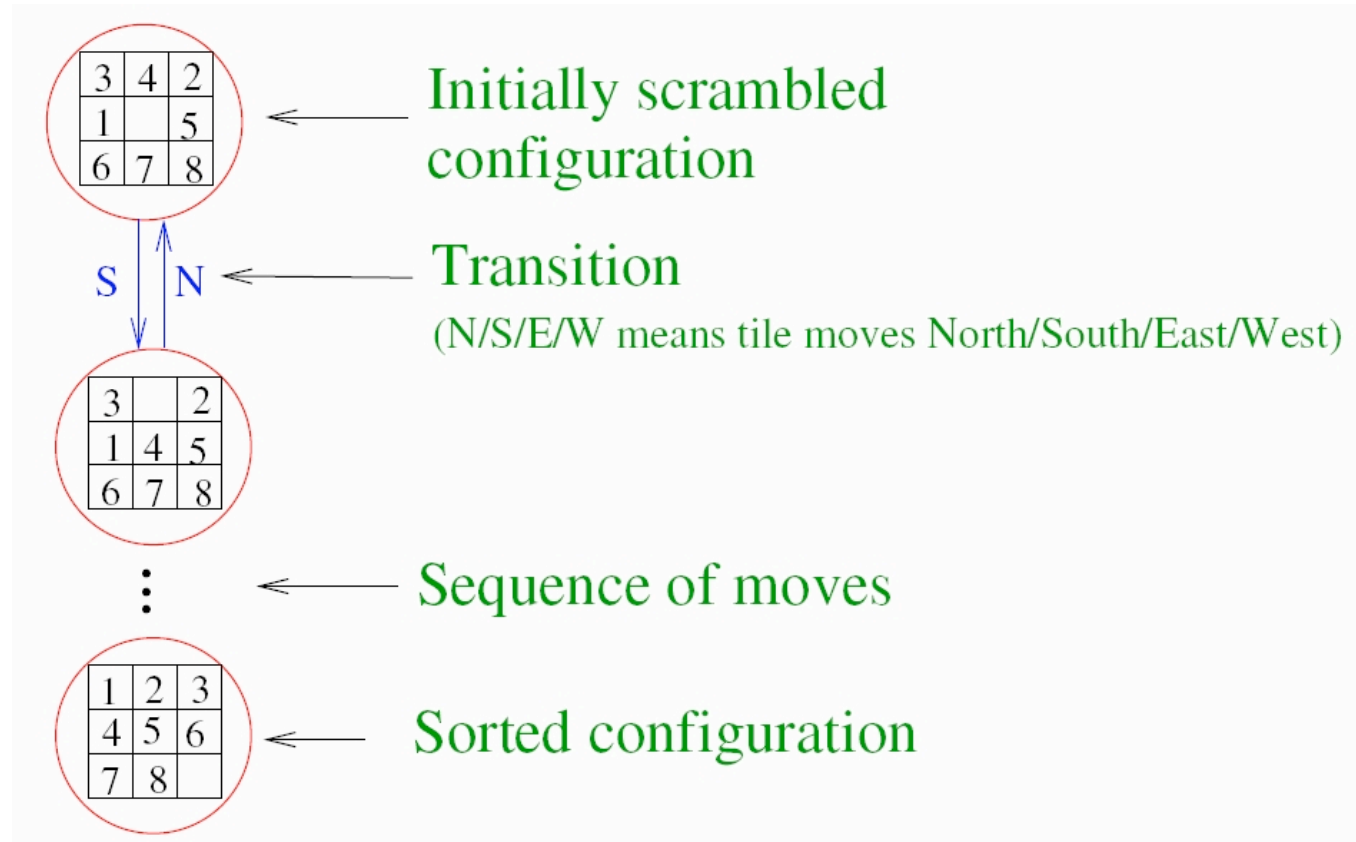 3 4 2
1 5
6 7 8
Initially scrambled
configuration
S N
Transition
(N/S/E/W means tile moves North/South/East/West)
3 2
1 4 5
6 7 8
Sequence of moves
1 2 3
4 5 6
7 8
Sorted configuration